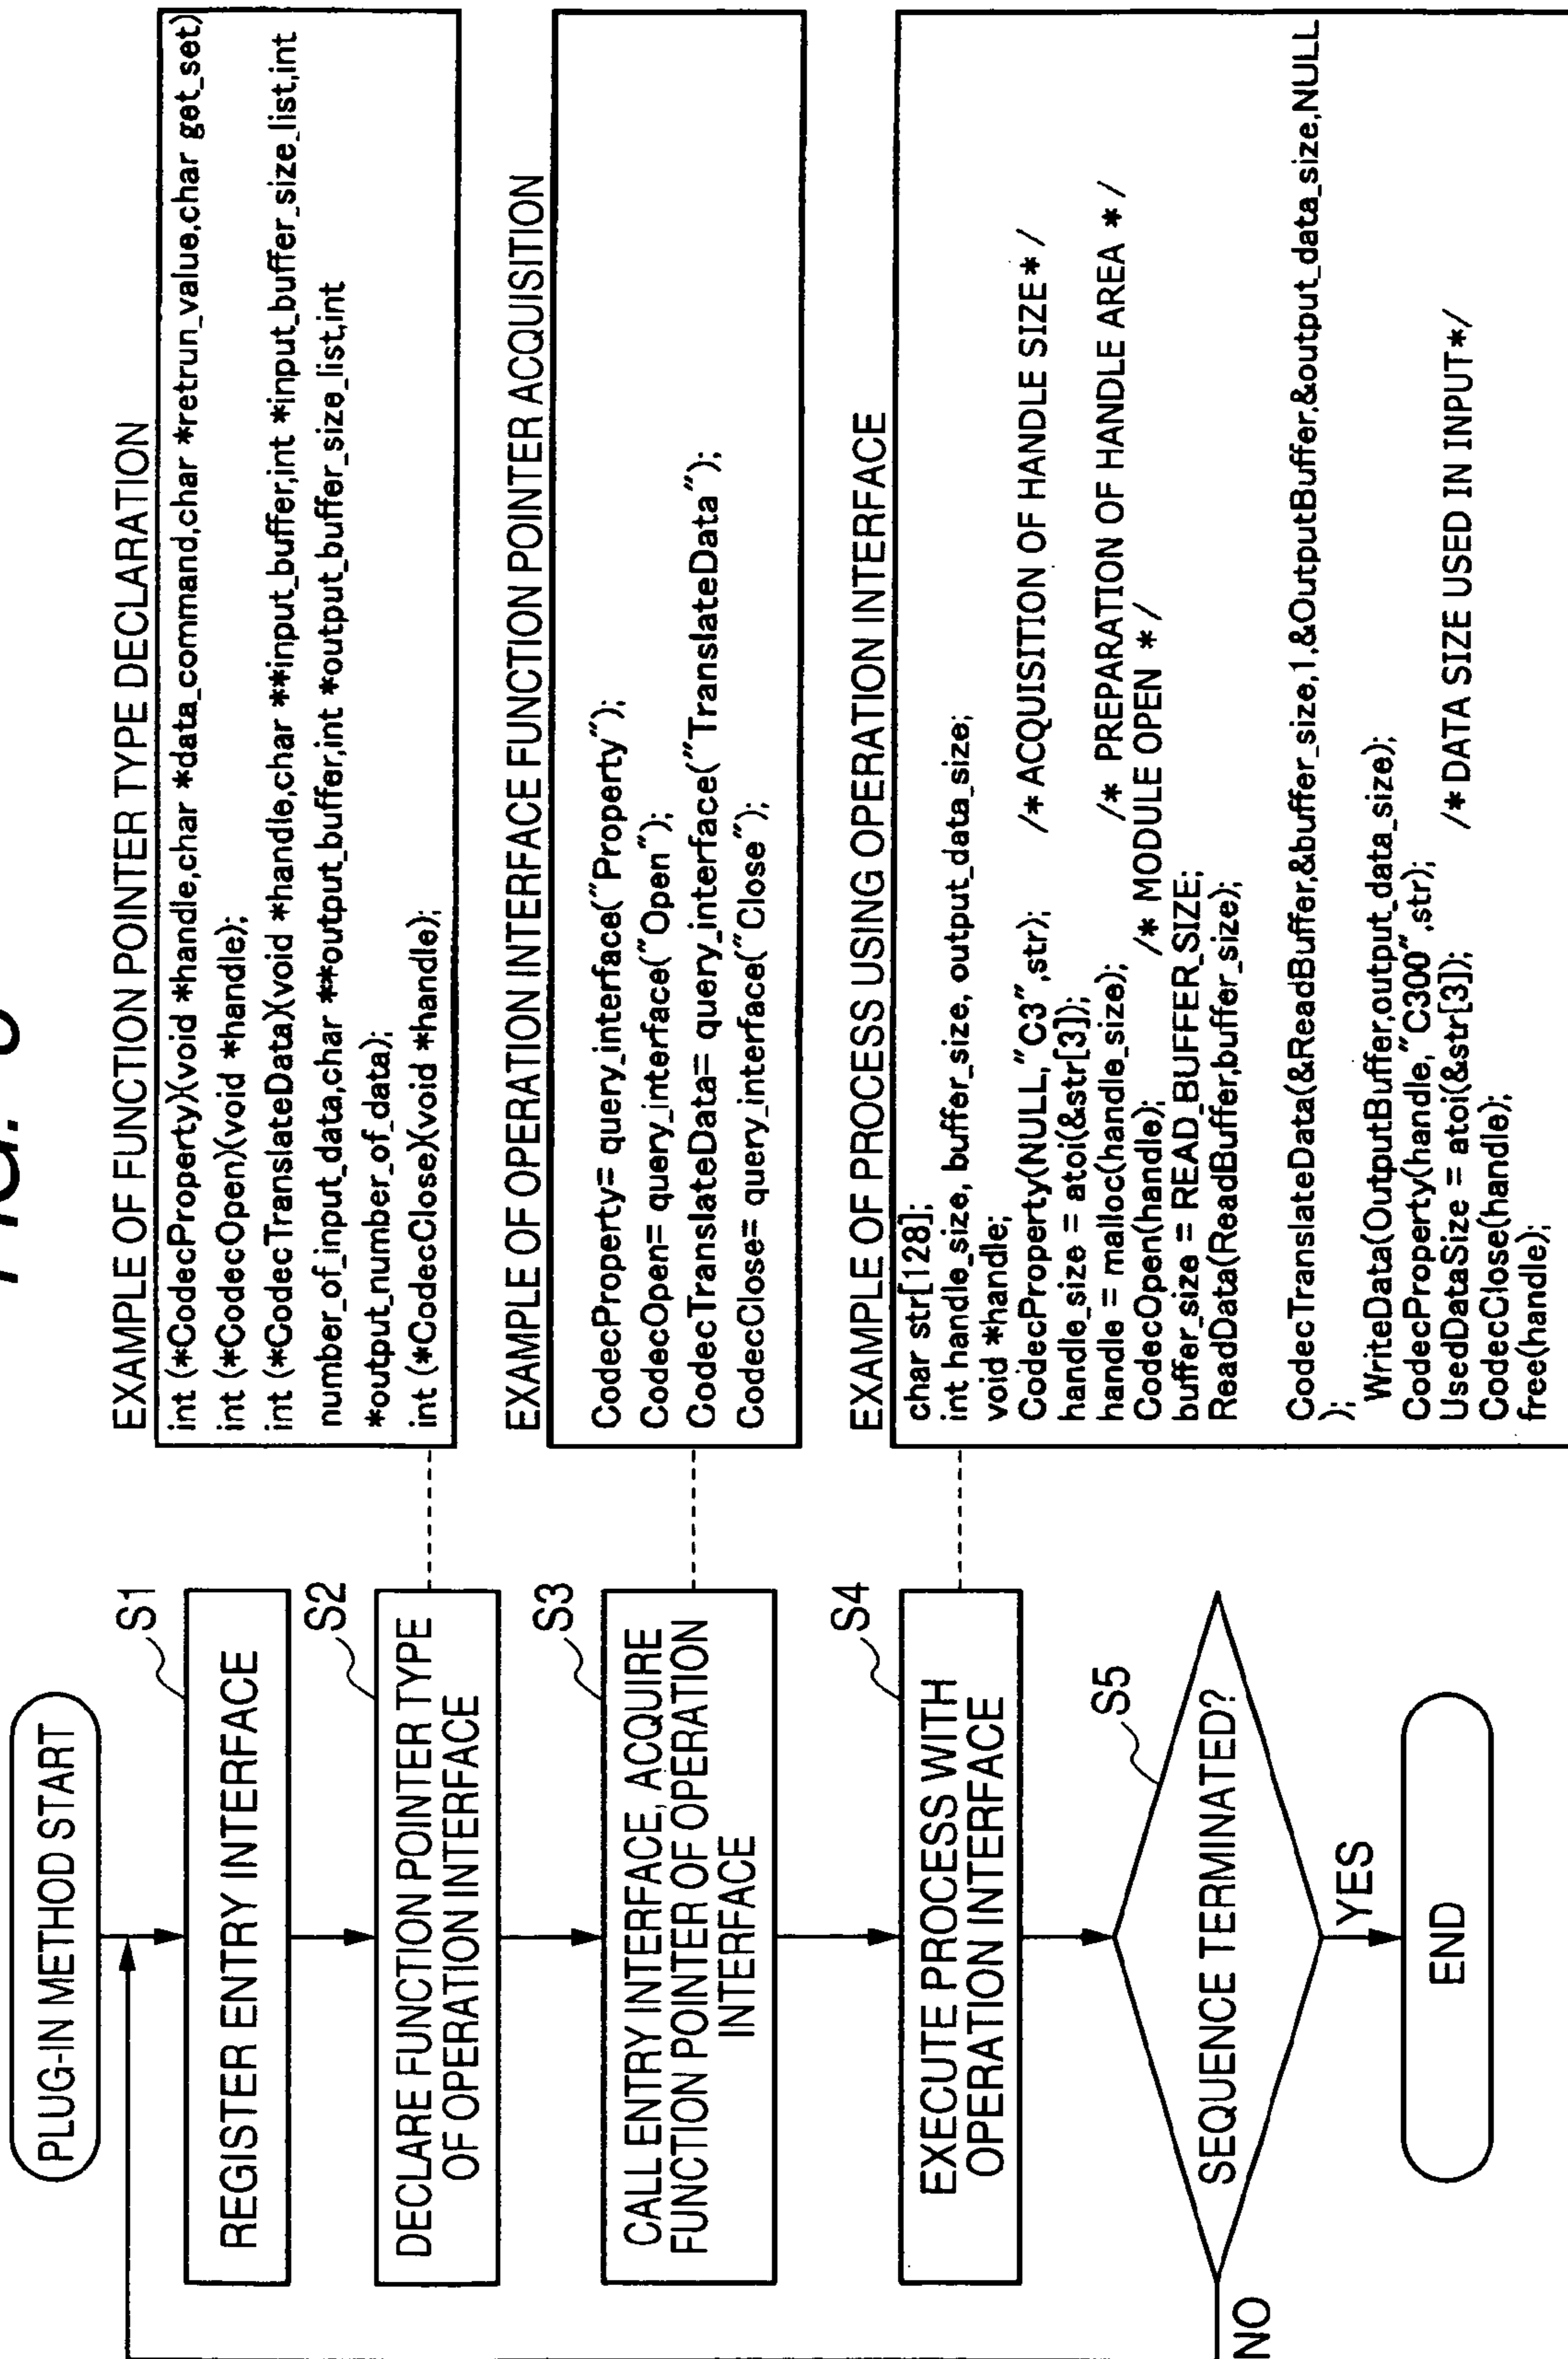 FIG.
PLUG-IN METHOD START
S1
REGISTER ENTRY INTERFACE
S2
DECLARE FUNCTION POINTER TYPE
OF OPERATION INTERFACE
S3
CALL ENTRY INTERFACE, ACQUIRE
FUNCTION POINTER OF OPERATION
INTERFACE
S4
EXECUTE PROCESS WITH
OPERATION INTERFACE
S5
SEQUENCE TERMINATED?
NO
YES
END
EXAMPLE OF FUNCTION POINTER TYPE DECLARATION
int (*CodecProperty)(void *handle,char *data_command,char *retrun_value,char get_set)
int (*CodecOpen)(void *handle);
int (*CodecTranslateData)(void *handle,char **input_buffer,int *input_buffer_size_list,int
number_of_input_data,char **output_buffer,int *output_buffer_size_list,int
*output_number_of_data);
int (*CodecClose)(void *handle);
EXAMPLE OF OPERATION INTERFACE FUNCTION POINTER ACQUISITION
CodecProperty= query_interface("Property");
CodecOpen= query_interface("Open");
CodecTranslateData= query_interface("TranslateData");
CodecClose= query_interface("Close");
EXAMPLE OF PROCESS USING OPERATION INTERFACE
char str[128];
int handle_size, buffer_size, output_data_size;
void *handle;
CodecProperty(NULL,"C3",str); /* ACQUISITION OF HANDLE SIZE */
handle_size = atoi(&str[3]);
handle = malloc(handle_size); /* PREPARATION OF HANDLE AREA */
CodecOpen(handle); /* MODULE OPEN */
buffer_size = READ_BUFFER_SIZE;
ReadData(ReadBuffer,buffer_size);
CodecTranslateData(&ReadBuffer,&buffer_size,1,&OutputBuffer,&output_data_size,NULL
);
WriteData(OutputBuffer,output_data_size);
CodecProperty(handle,"C300",str);
UsedDataSize = atoi(&str[3]); /* DATA SIZE USED IN INPUT */
CodecClose(handle);
free(handle);